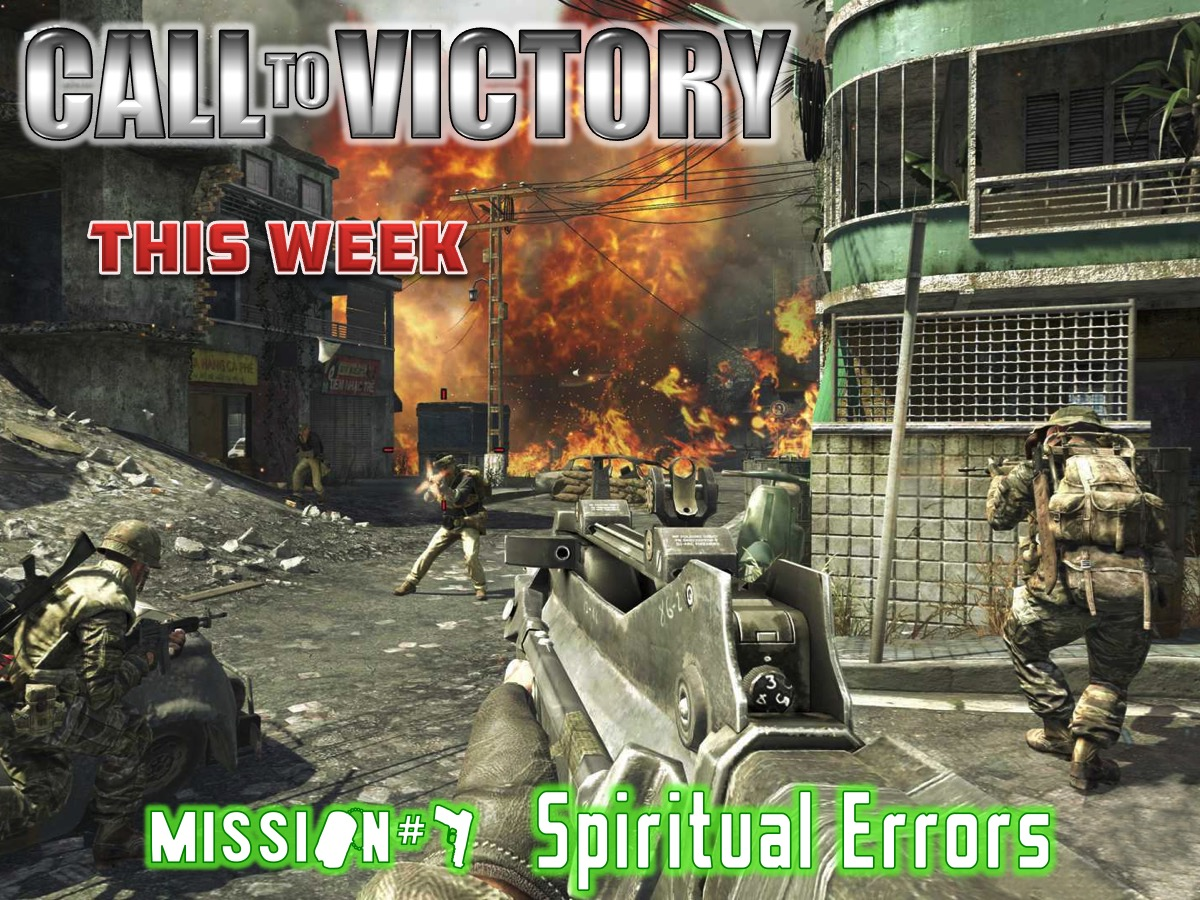 CALL TO VICTORY
THIS WEEK
MISSION#7 Spiritual Errors